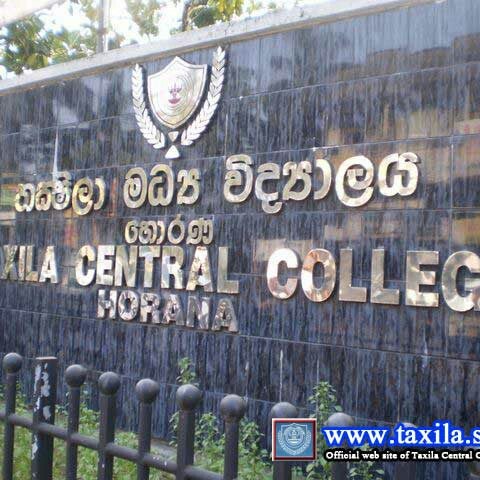 තක්ෂිලා මධ්‍ය විද්‍යාලය
හොරණ
XILA CENTRAL COLLEG
HORANA
www.taxila.s
Official web site of Taxila Central C